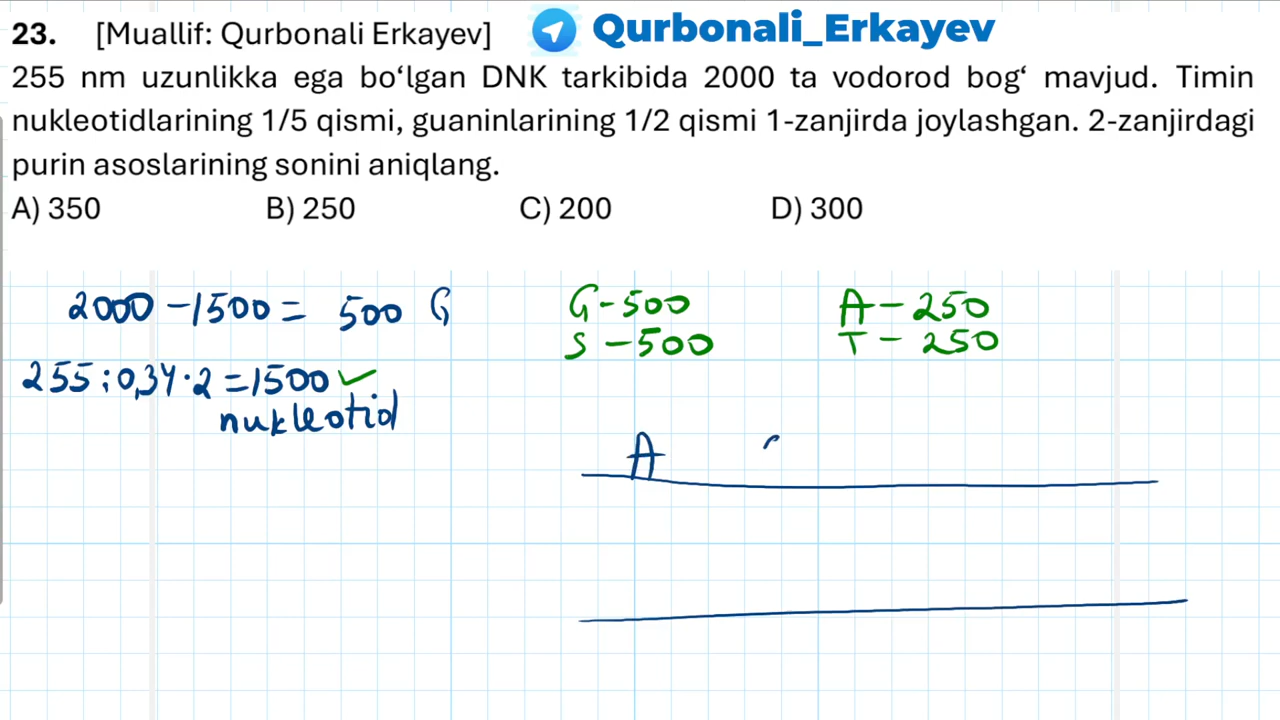 23. [Muallif: Qurbonali Erkayev] Qurbonali_Erkayev
255 nm uzunlikka ega bo‘lgan DNK tarkibida 2000 ta vodorod bog‘ mavjud. Timin
nukleotidlarining 1/5 qismi, guaninlarining 1/2 qismi 1-zanjirda joylashgan. 2-zanjirdagi
purin asoslarining sonini aniqlang.
A) 350 B) 250 C) 200 D) 300
2000 - 1500 = 500 G G - 500 A - 250
S - 500 T - 250
255 : 0,34 · 2 = 1500 ✓
nukleotid
A